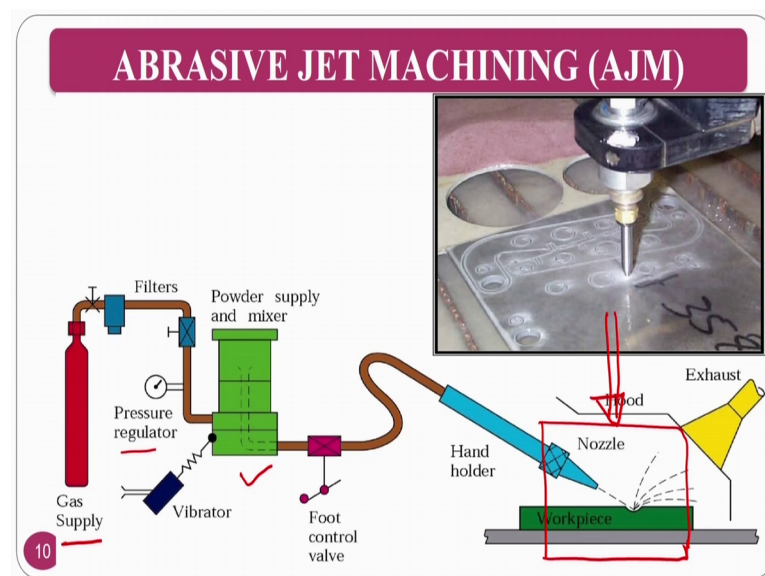 ABRASIVE JET MACHINING (AJM)
Filters
Powder supply
and mixer
Pressure
regulator
Gas
Supply
Vibrator
Foot
control
valve
Hand
holder
Hood
Nozzle
Exhaust
Workpiece
10